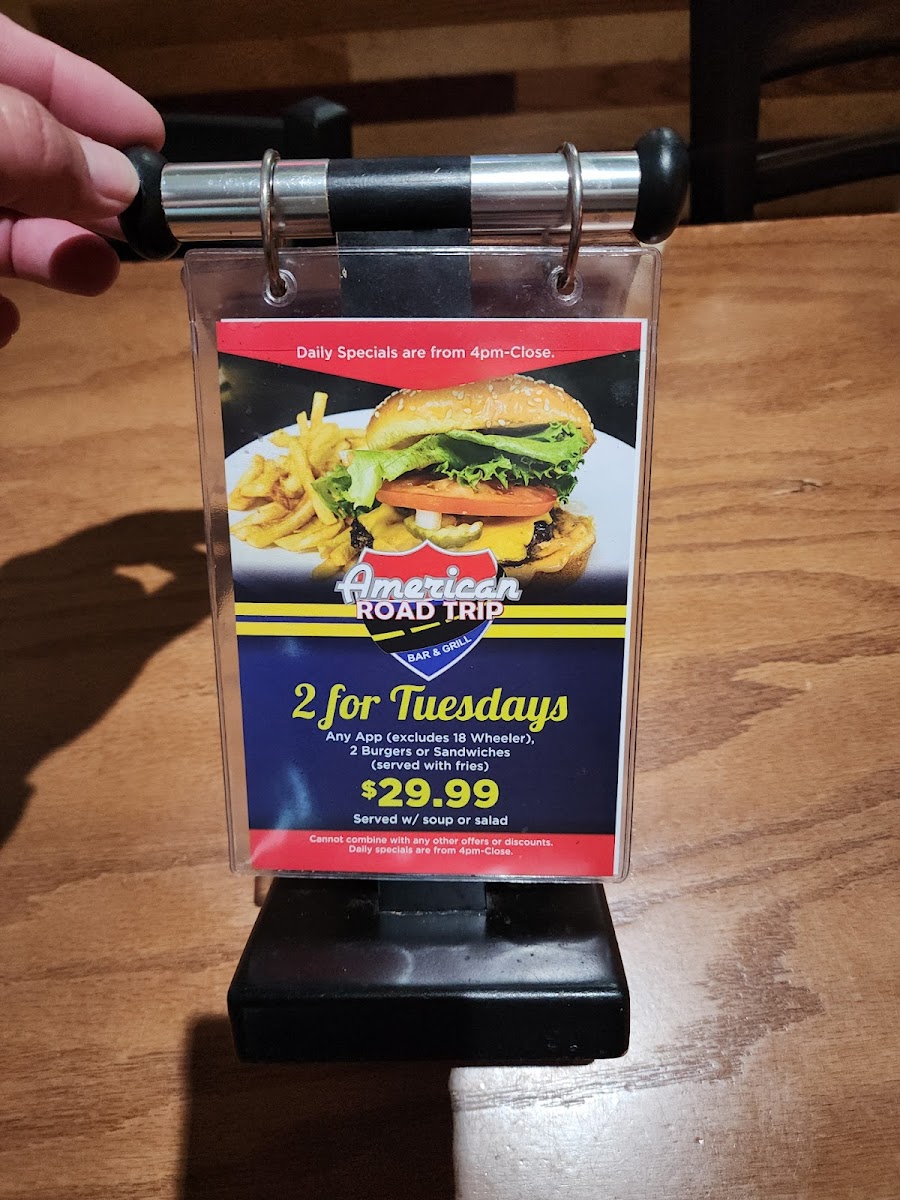 Daily Specials are from 4pm-Close.
American
ROAD TRIP
BAR & GRILL
2 for Tuesdays
Any App (excludes 18 Wheeler),
2 Burgers or Sandwiches
(served with fries)
$29.99
Served w/ soup or salad
Cannot combine with any other offers or discounts.
Daily specials are from 4pm-Close.